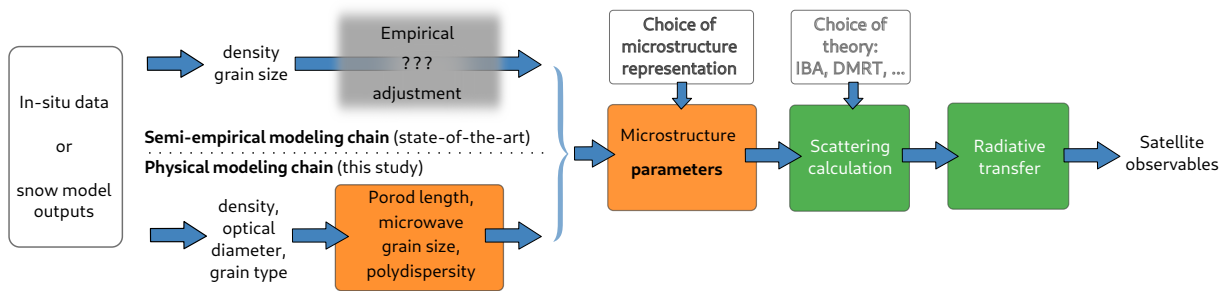 In-situ data
or
snow model
outputs
density
grain size
Empirical
???
adjustment
Semi-empirical modeling chain (state-of-the-art)
Physical modeling chain (this study)
density,
optical
diameter,
grain type
Porod length,
microwave
grain size,
polydispersity
Choice of
microstructure
representation
Microstructure
parameters
Choice of
theory:
IBA, DMRT, ...
Scattering
calculation
Radiative
transfer
Satellite
observables